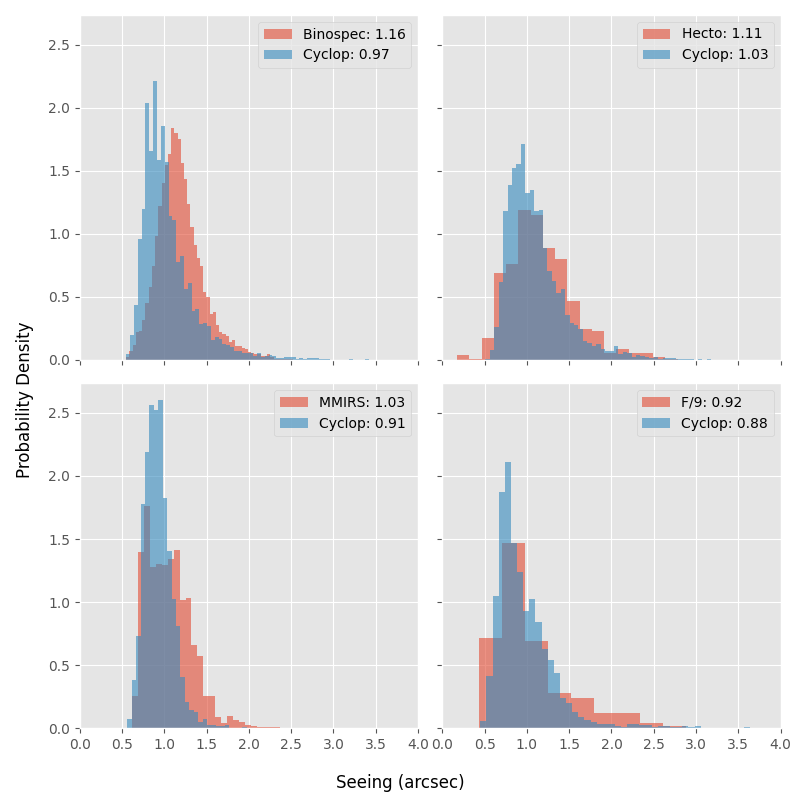 Binospec: 1.16
Cyclop: 0.97
Hecto: 1.11
Cyclop: 1.03
2.5
2.0
1.5
1.0
0.5
0.0
MMIRS: 1.03
Cyclop: 0.91
F/9: 0.92
Cyclop: 0.88
2.5
2.0
1.5
1.0
0.5
0.0
0.0 0.5 1.0 1.5 2.0 2.5 3.0 3.5 4.0
0.0 0.5 1.0 1.5 2.0 2.5 3.0 3.5 4.0
Probability Density
Seeing (arcsec)